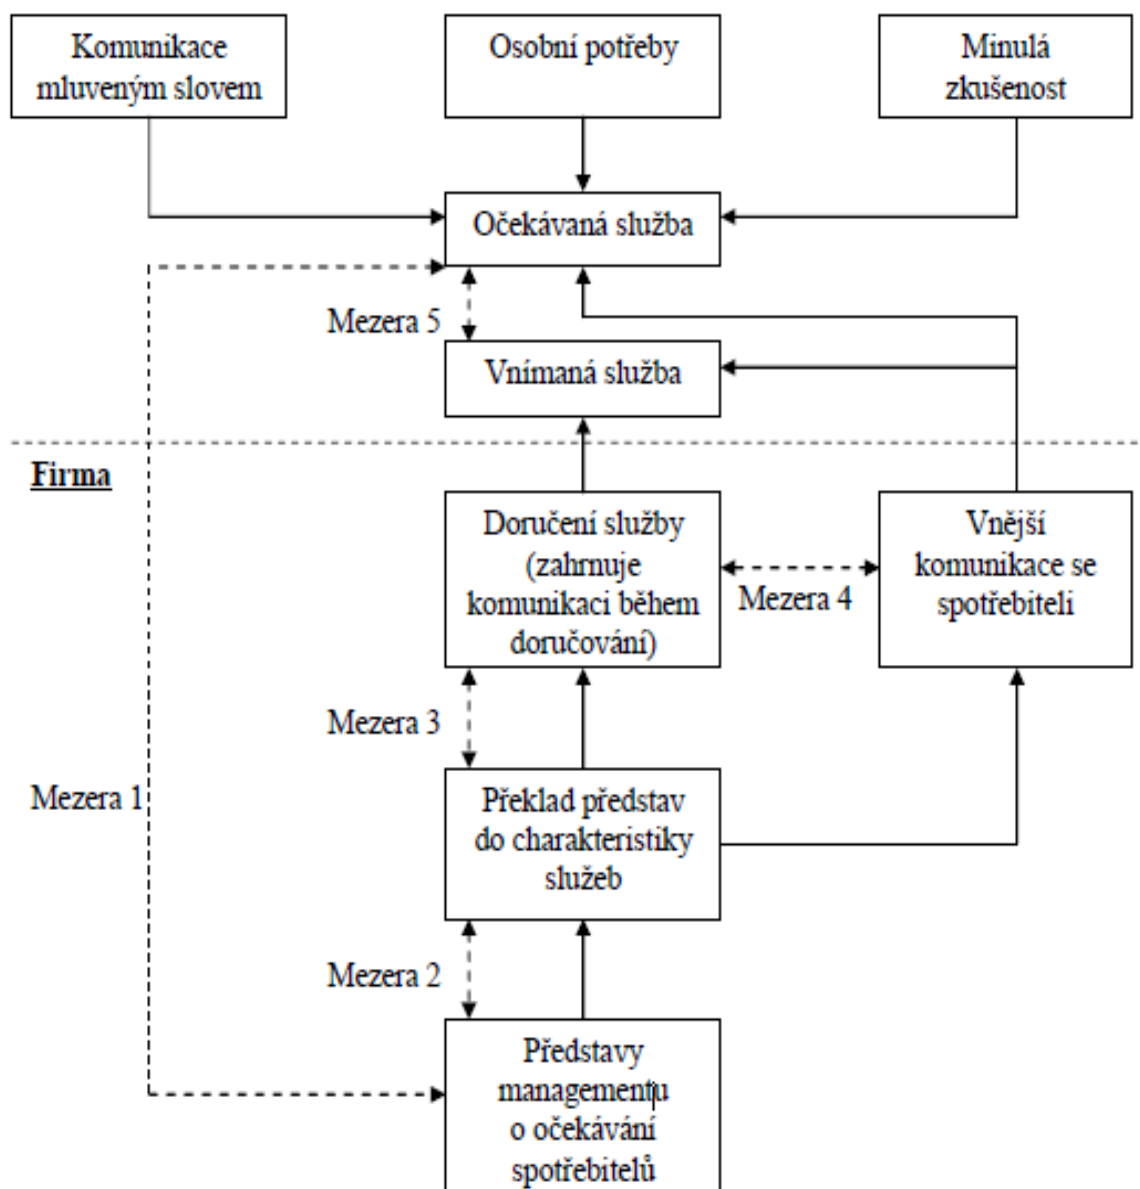 Komunikace
mluveným slovem
Osobní potřeby
Minulá
zkušenost
Očekávaná služba
Mezera 5
Vnímaná služba
Firma
Doručení služby
(zahrnuje
komunikaci během
doručování)
Mezera 4
Vnější
komunikace se
spotřebiteli
Mezera 3
Mezera 1
Překlad představ
do charakteristiky
služeb
Mezera 2
Představy
managementu
o očekávání
spotřebitelů